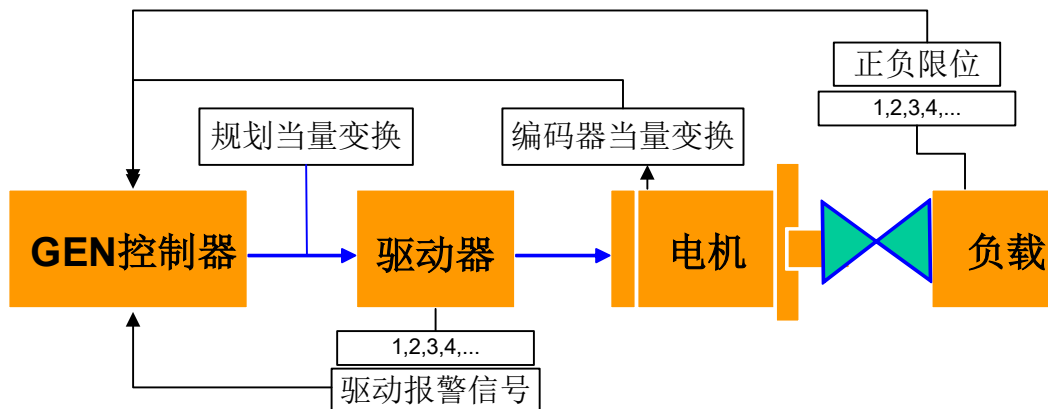 正负限位
1,2,3,4,...
规划当量变换
编码器当量变换
GEN控制器
驱动器
电机
负载
1,2,3,4,...
驱动报警信号